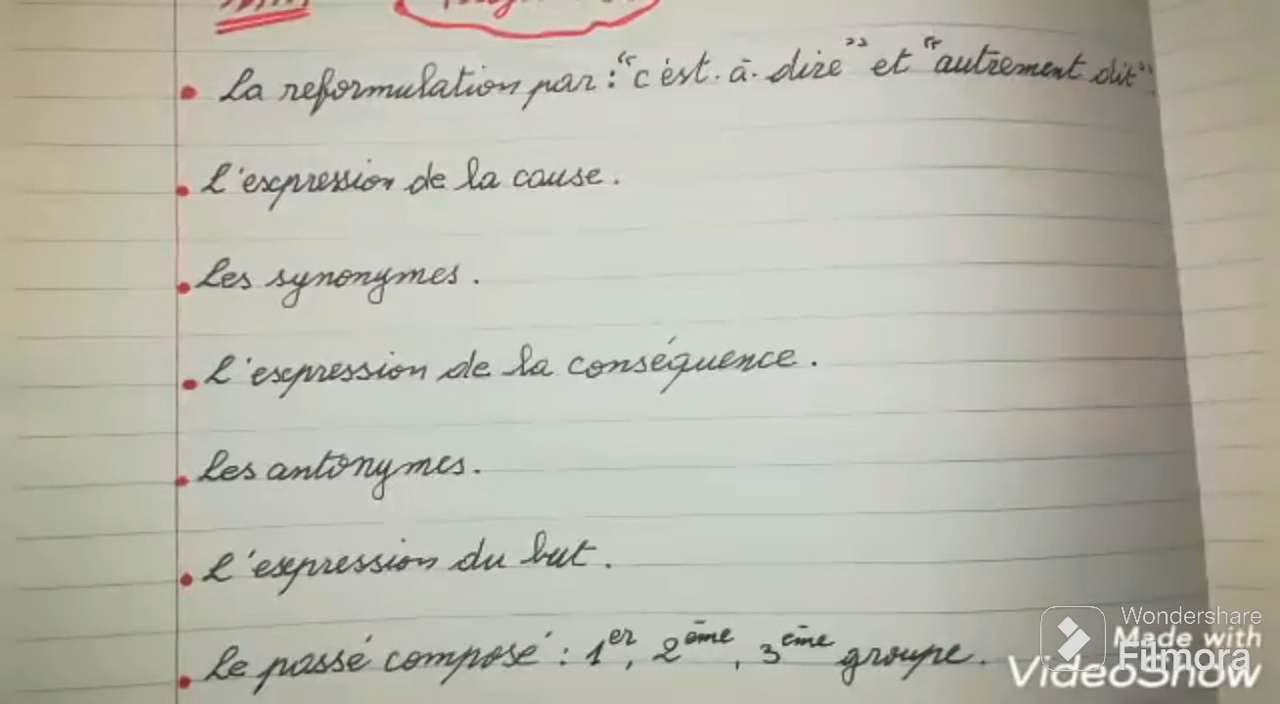 • La reformulation par : "c'est-à-dire" et "autrement dit".
• L'expression de la cause.
• Les synonymes.
• L'expression de la conséquence.
• Les antonymes.
• L'expression du but.
• Le passé composé : 1er, 2ème, 3ème groupe.
Wondershare
Made with
Filmora
VideoShow